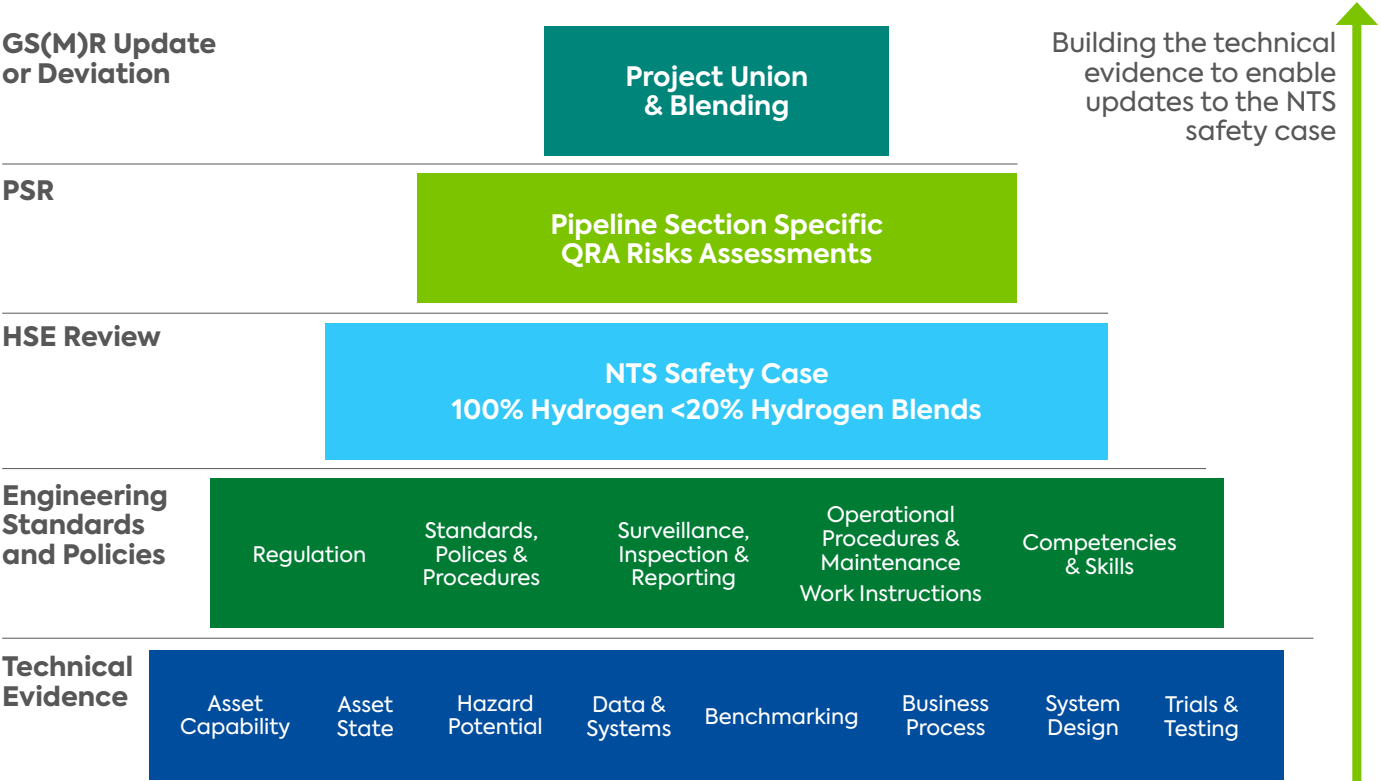 GS(M)R Update
or Deviation
Project Union
& Blending
Building the technical
evidence to enable
updates to the NTS
safety case
PSR
Pipeline Section Specific
QRA Risks Assessments
HSE Review
NTS Safety Case
100% Hydrogen <20% Hydrogen Blends
Engineering
Standards
and Policies
Regulation
Standards,
Polices &
Procedures
Surveillance,
Inspection &
Reporting
Operational
Procedures &
Maintenance
Work Instructions
Competencies
& Skills
Technical
Evidence
Asset
Capability
Asset
State
Hazard
Potential
Data &
Systems
Benchmarking
Business
Process
System
Design
Trials &
Testing